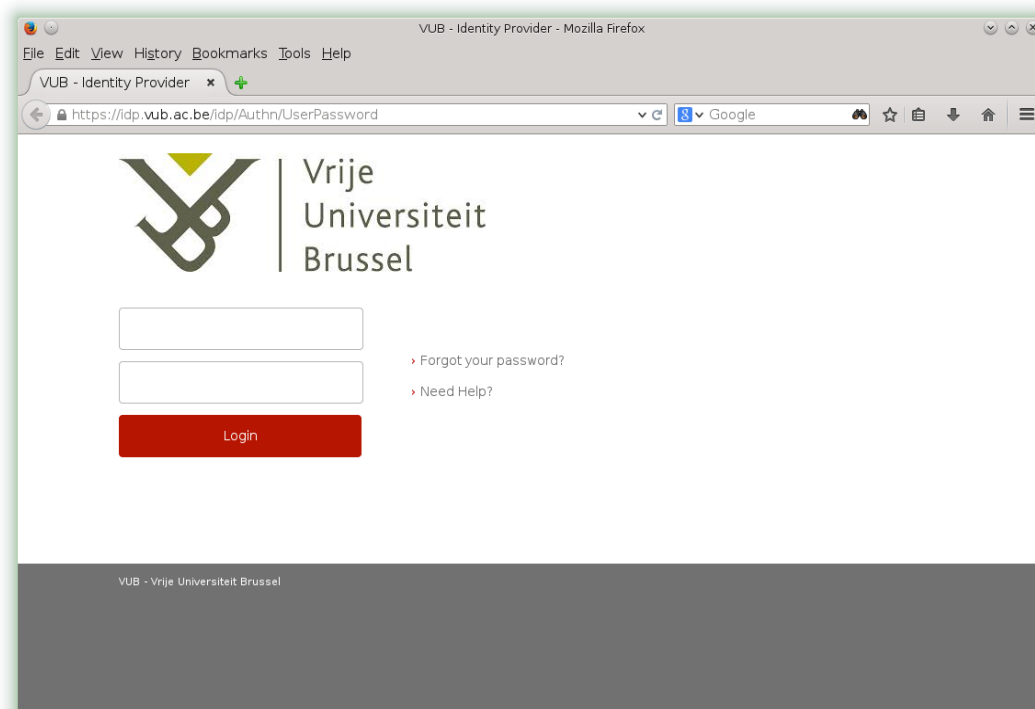 VUB - Identity Provider - Mozilla Firefox
File Edit View History Bookmarks Tools Help
VUB - Identity Provider
https://idp.vub.ac.be/idp/Authn/UserPassword
8 Google
Vrije
Universiteit
Brussel
› Forgot your password?
› Need Help?
Login
VUB - Vrije Universiteit Brussel